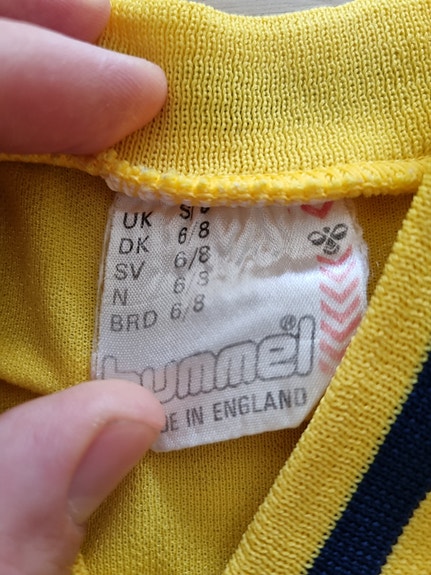 UK
DK 6/8
SV 6/8
N 6/8
BRD 6/8
hummel®
IN ENGLAND